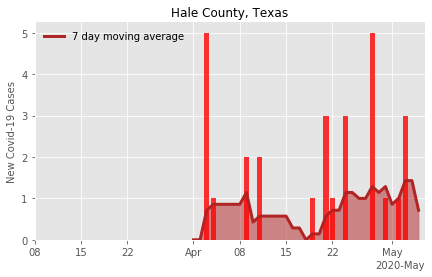 Hale County, Texas
7 day moving average
New Covid-19 Cases
5
4
3
2
1
0
08 15 22 Apr 08 15 22 May
2020-May